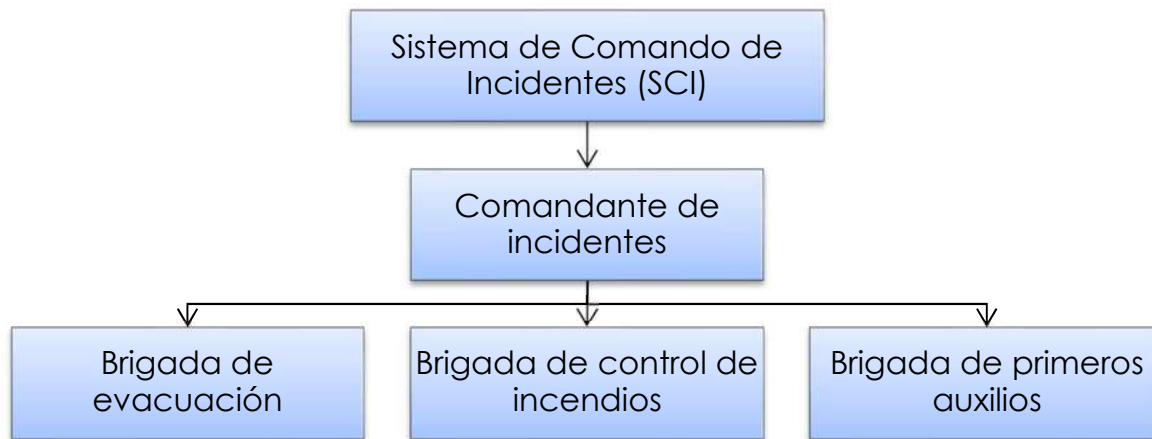 Sistema de Comando de
Incidentes (SCI)
Comandante de
incidentes
Brigada de
evacuación
Brigada de control de
incendios
Brigada de primeros
auxilios